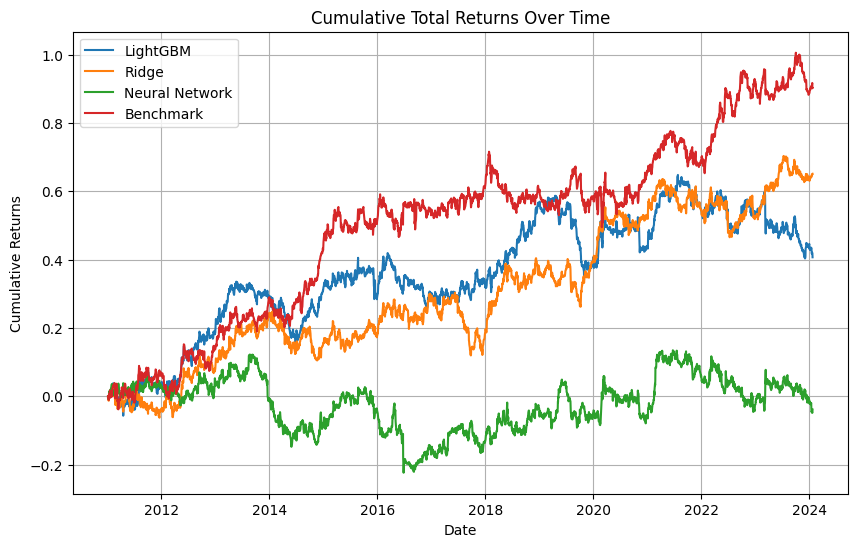 Cumulative Total Returns Over Time
LightGBM
Ridge
Neural Network
Benchmark
Cumulative Returns
1.0
0.8
0.6
0.4
0.2
0.0
−0.2
2012 2014 2016 2018 2020 2022 2024
Date